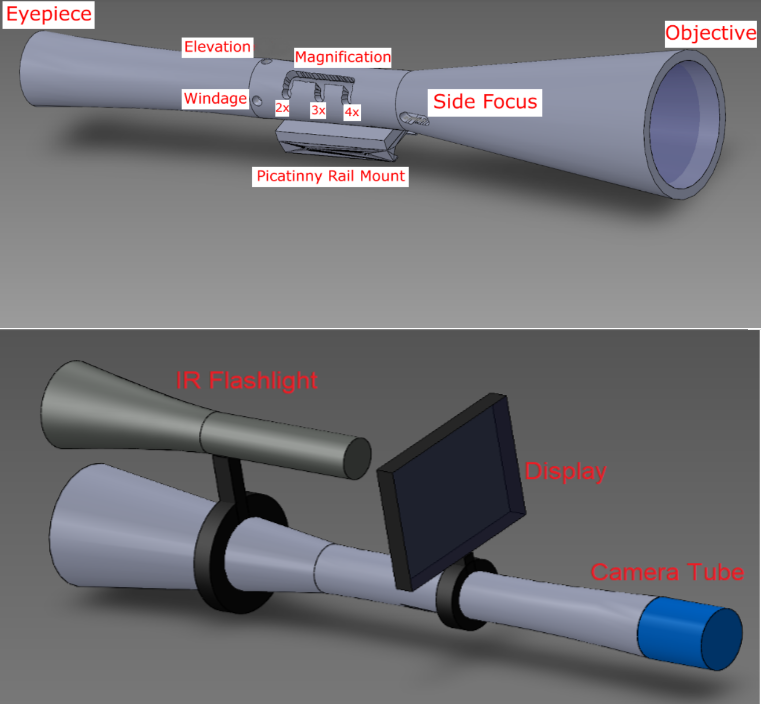 Eyepiece
Objective
Elevation
Magnification
Windage
2x
3x
4x
Side Focus
Picatinny Rail Mount
IR Flashlight
Display
Camera Tube